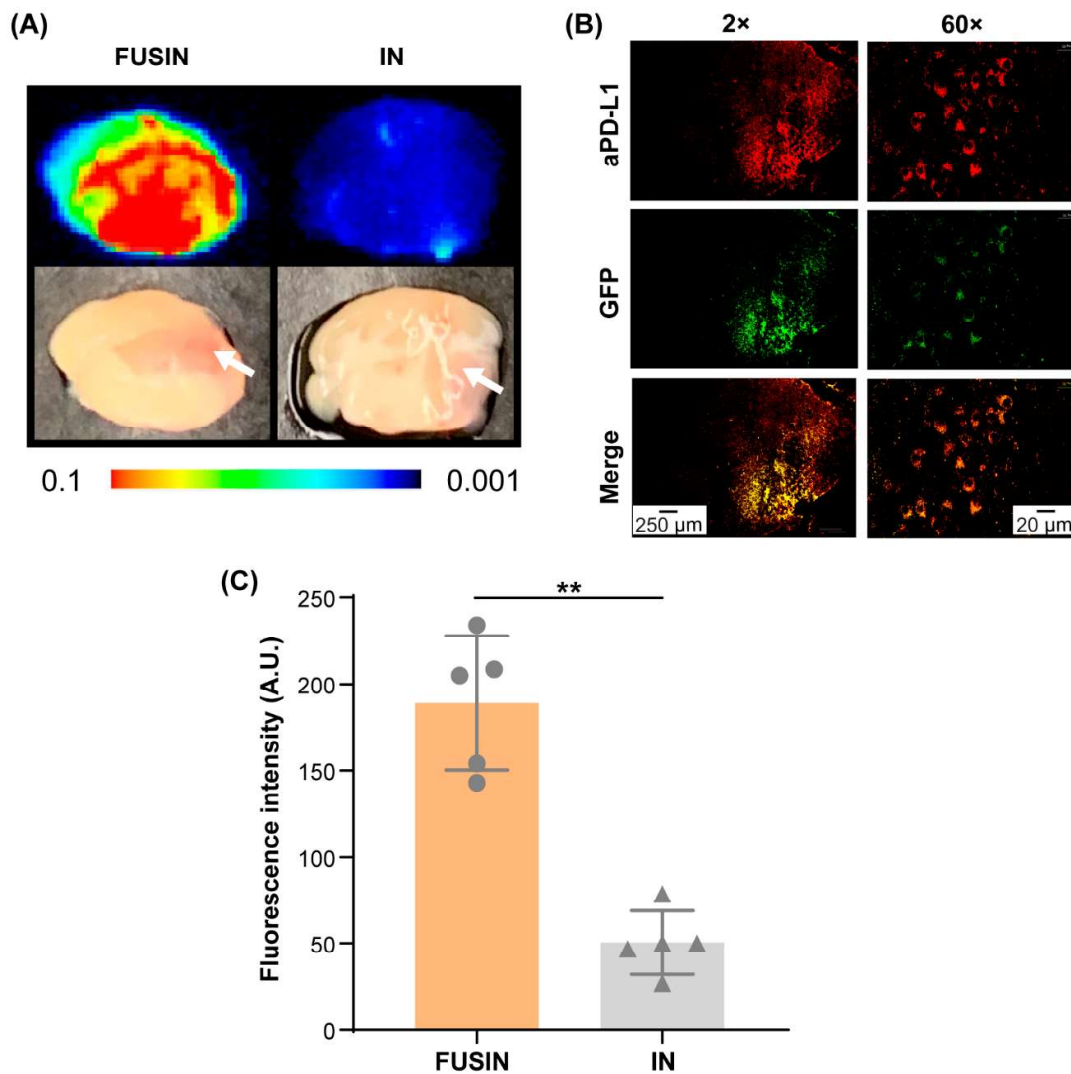 (A)
FUSIN IN
0.1 0.001
(B)
2× 60×
aPD-L1
GFP
Merge
250 µm 20 µm
(C)
**
Fluorescence intensity (A.U.)
250
200
150
100
50
0
FUSIN IN